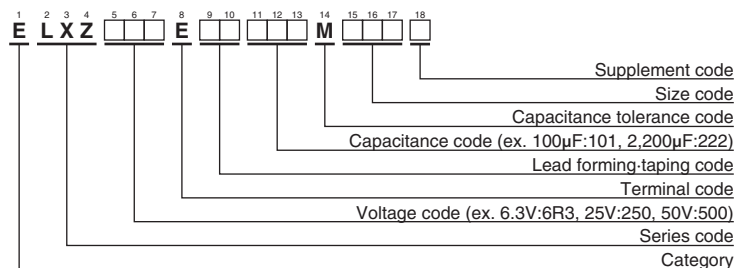 1 2 3 4 5 6 7 8 9 10 11 12 13 14 15 16 17 18
E L X Z □□□ E □□ □□□ M □□□ □
Supplement code
Size code
Capacitance tolerance code
Capacitance code (ex. 100μF:101, 2,200μF:222)
Lead forming·taping code
Terminal code
Voltage code (ex. 6.3V:6R3, 25V:250, 50V:500)
Series code
Category